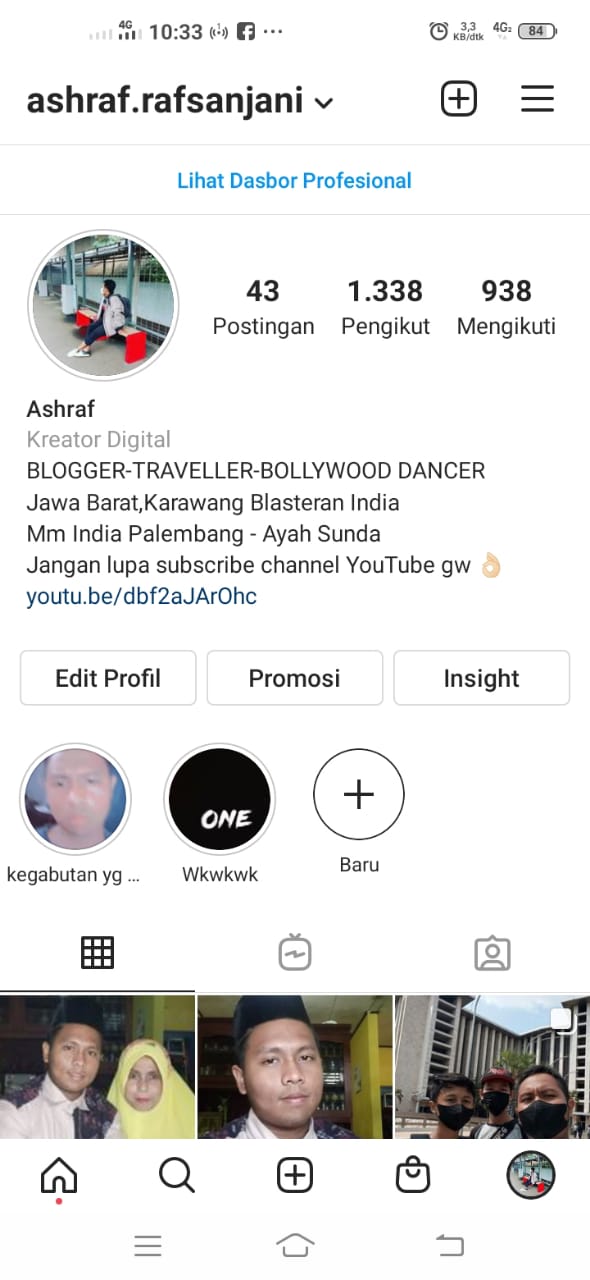 4G 10:33 ... 3,3 KB/dtk 4G2 84
ashraf.rafsanjani
Lihat Dasbor Profesional
43 1.338 938
Postingan Pengikut Mengikuti
Ashraf
Kreator Digital
BLOGGER-TRAVELLER-BOLLYWOOD DANCER
Jawa Barat,Karawang Blasteran India
Mm India Palembang - Ayah Sunda
Jangan lupa subscribe channel YouTube gw 👌🏻
youtu.be/dbf2aJArOhc
Edit Profil Promosi Insight
ONE
kegabutan yg ... Wkwkwk Baru